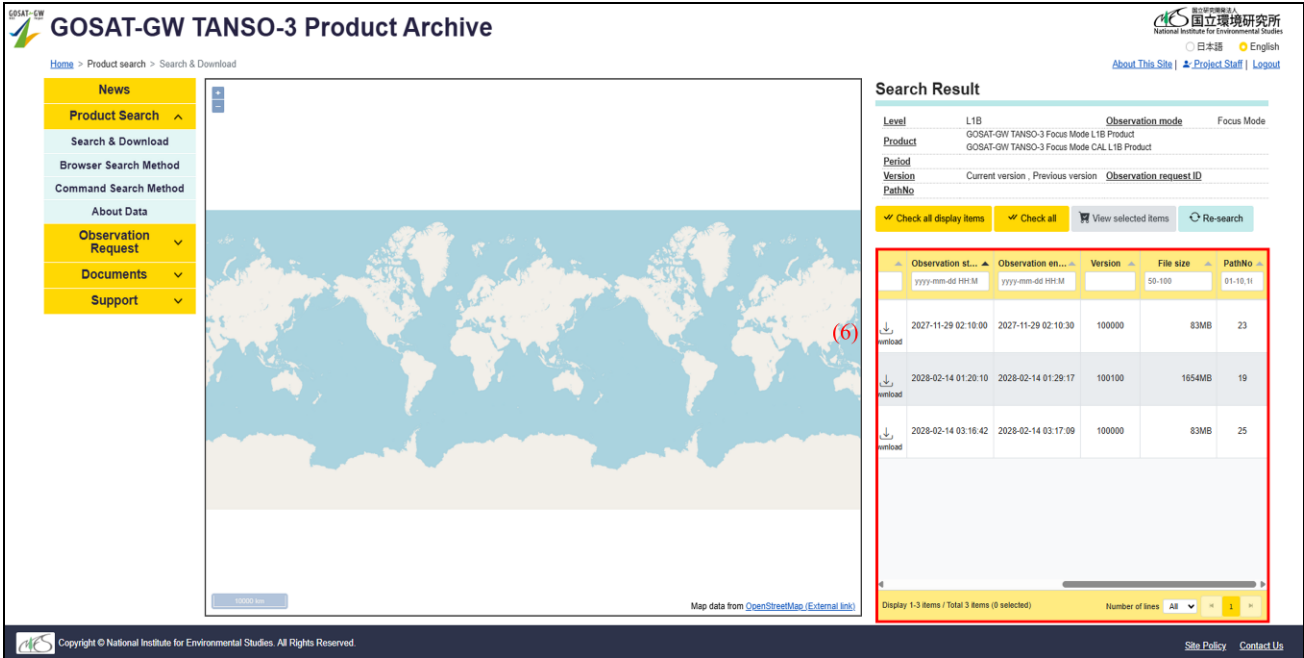 GOSAT-GW
GOSAT-GW TANSO-3 Product Archive
国立研究開発法人
国立環境研究所
National Institute for Environmental Studies
日本語 English
Home > Product search > Search & Download
About This Site | Project Staff | Logout
News
Product Search
Search & Download
Browser Search Method
Command Search Method
About Data
Observation
Request
Documents
Support
+
−
10000 km
Map data from OpenStreetMap (External link)
(6)
Search Result
Level L1B Observation mode Focus Mode
Product GOSAT-GW TANSO-3 Focus Mode L1B Product
GOSAT-GW TANSO-3 Focus Mode CAL L1B Product
Period
Version Current version , Previous version Observation request ID
PathNo
Check all display items Check all View selected items Re-search
Observation st... Observation en... Version File size PathNo
yyyy-mm-dd HH:M yyyy-mm-dd HH:M 50-100 01-10,16
2027-11-29 02:10:00 2027-11-29 02:10:30 100000 83MB 23
wnload
2028-02-14 01:20:10 2028-02-14 01:29:17 100100 1654MB 19
wnload
2028-02-14 03:16:42 2028-02-14 03:17:09 100000 83MB 25
wnload
Display 1-3 items / Total 3 items (0 selected) Number of lines All 1
Copyright © National Institute for Environmental Studies. All Rights Reserved.
Site Policy Contact Us